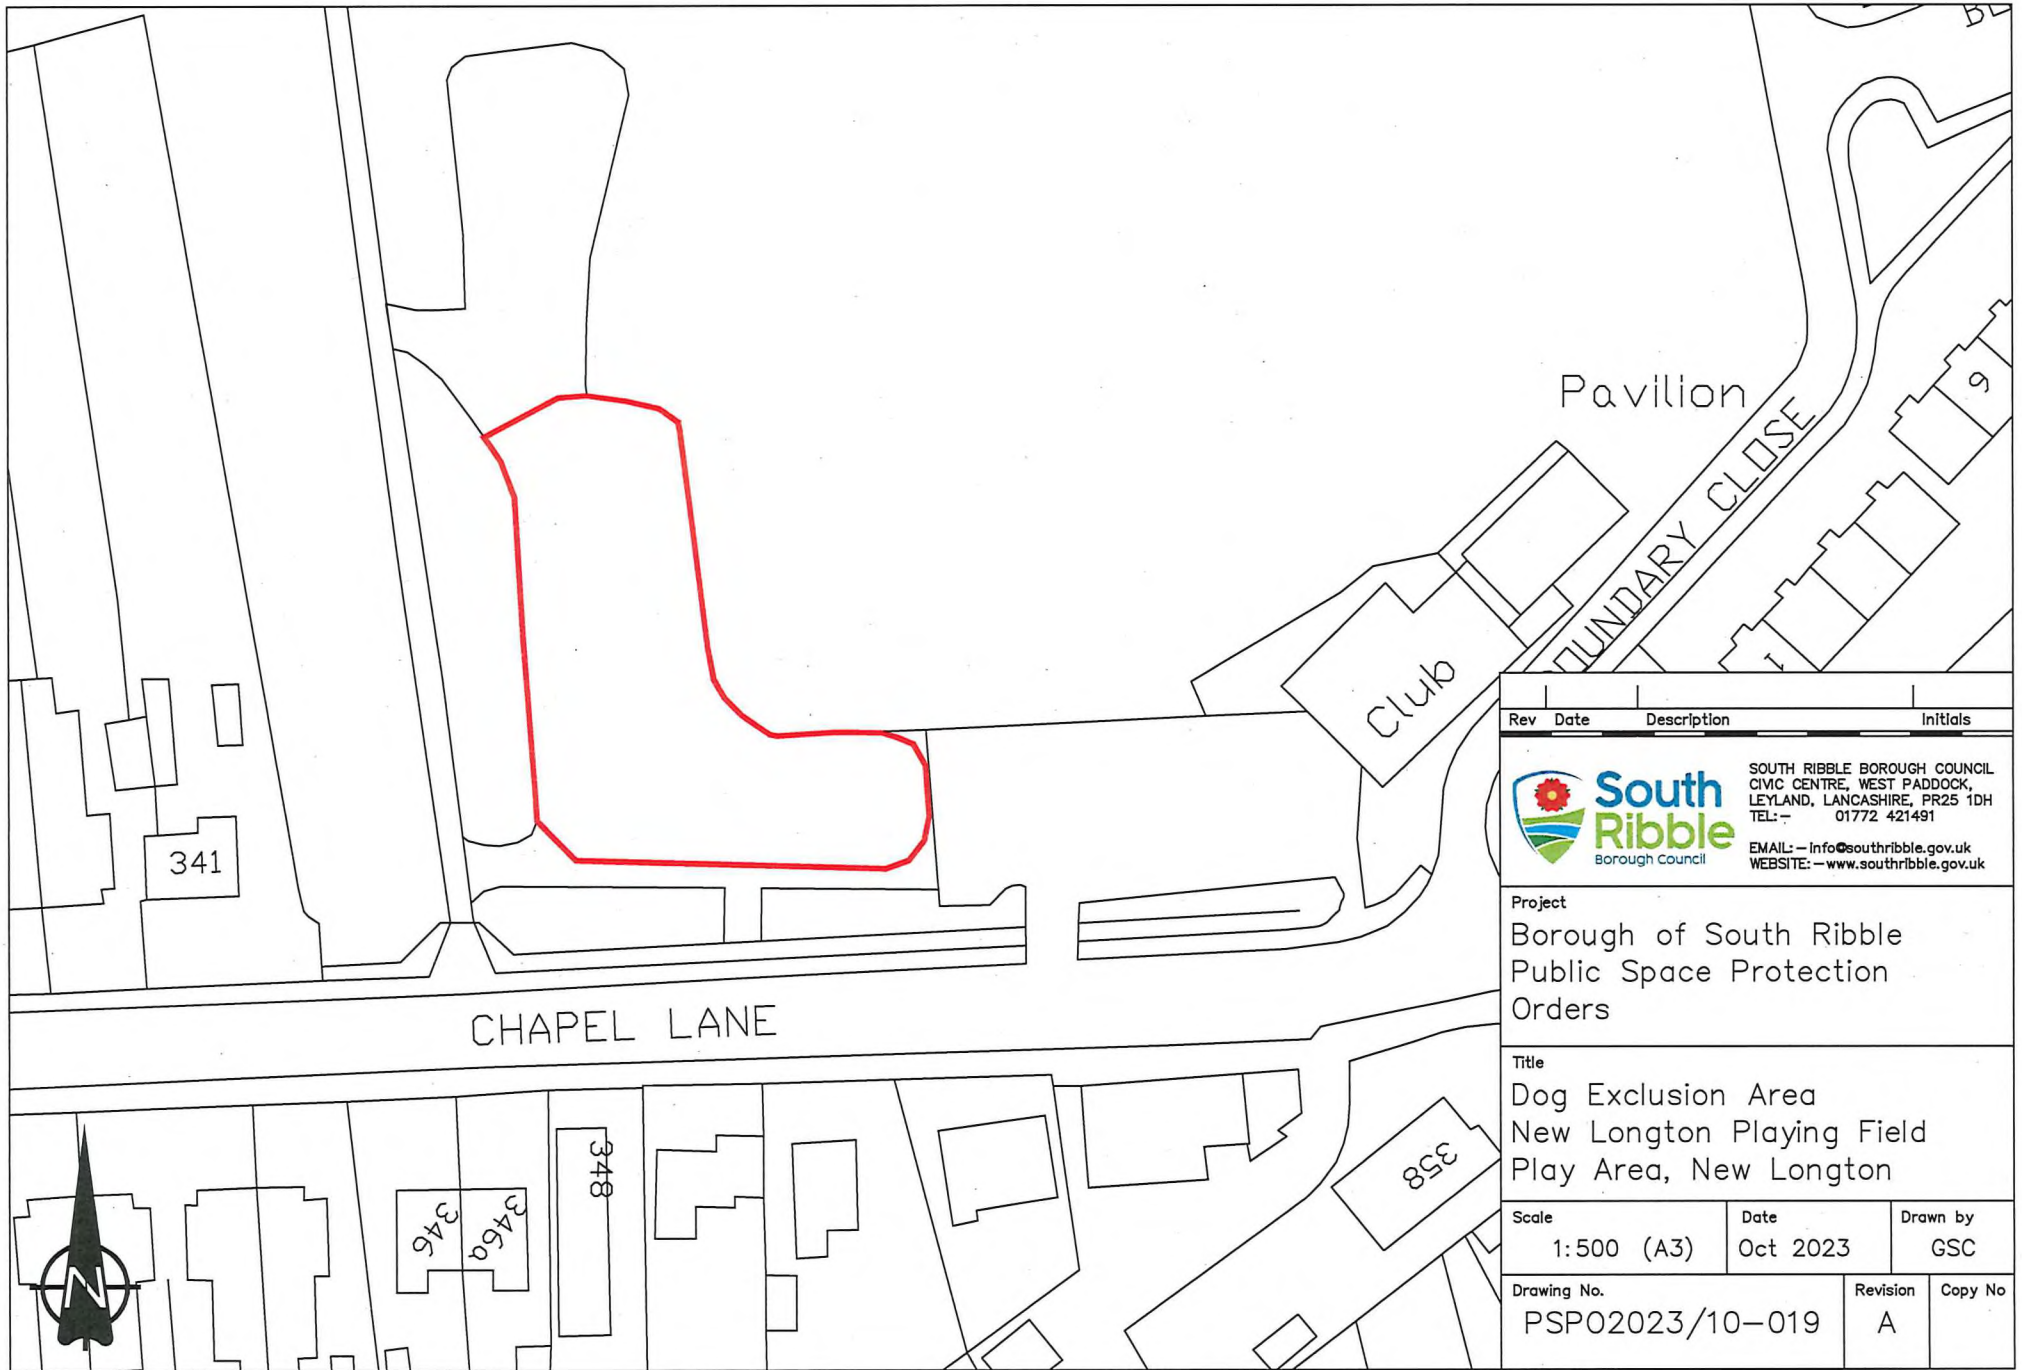 Pavilion
CLOSE
Club
6
1
341
CHAPEL LANE
348
346
346a
358
N
Rev Date Description Initials
South
Ribble
Borough Council
SOUTH RIBBLE BOROUGH COUNCIL
CIVIC CENTRE, WEST PADDOCK,
LEYLAND, LANCASHIRE, PR25 1DH
TEL:- 01772 421491
EMAIL:-info@southribble.gov.uk
WEBSITE:-www.southribble.gov.uk
Project
Borough of South Ribble
Public Space Protection
Orders
Title
Dog Exclusion Area
New Longton Playing Field
Play Area, New Longton
Scale
1:500 (A3)
Date
Oct 2023
Drawn by
GSC
Drawing No.
PSPO2023/10-019
Revision
A
Copy No